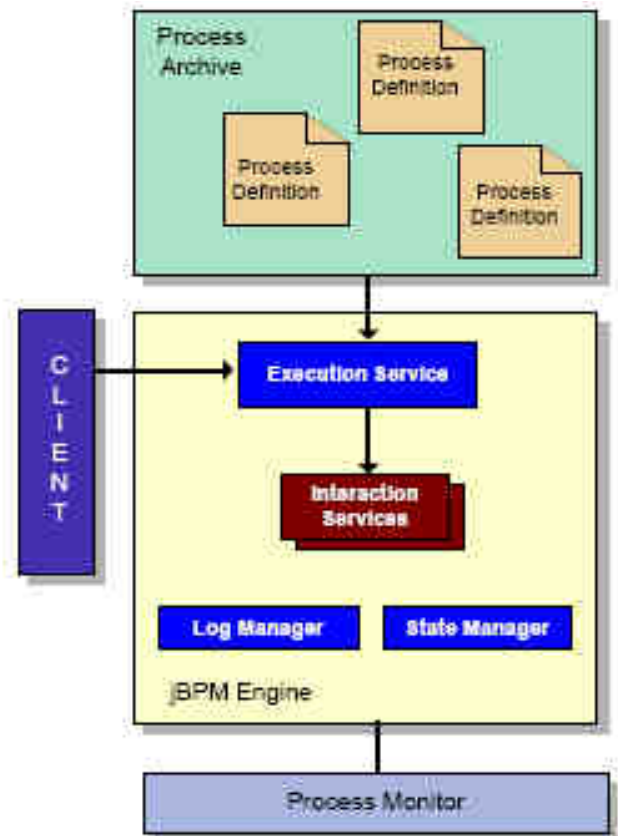 Process
Archive
Process
Definition
Process
Definition
Process
Definition
CLIENT
Execution Service
Interaction
Services
Log Manager
State Manager
jBPM Engine
Process Monitor